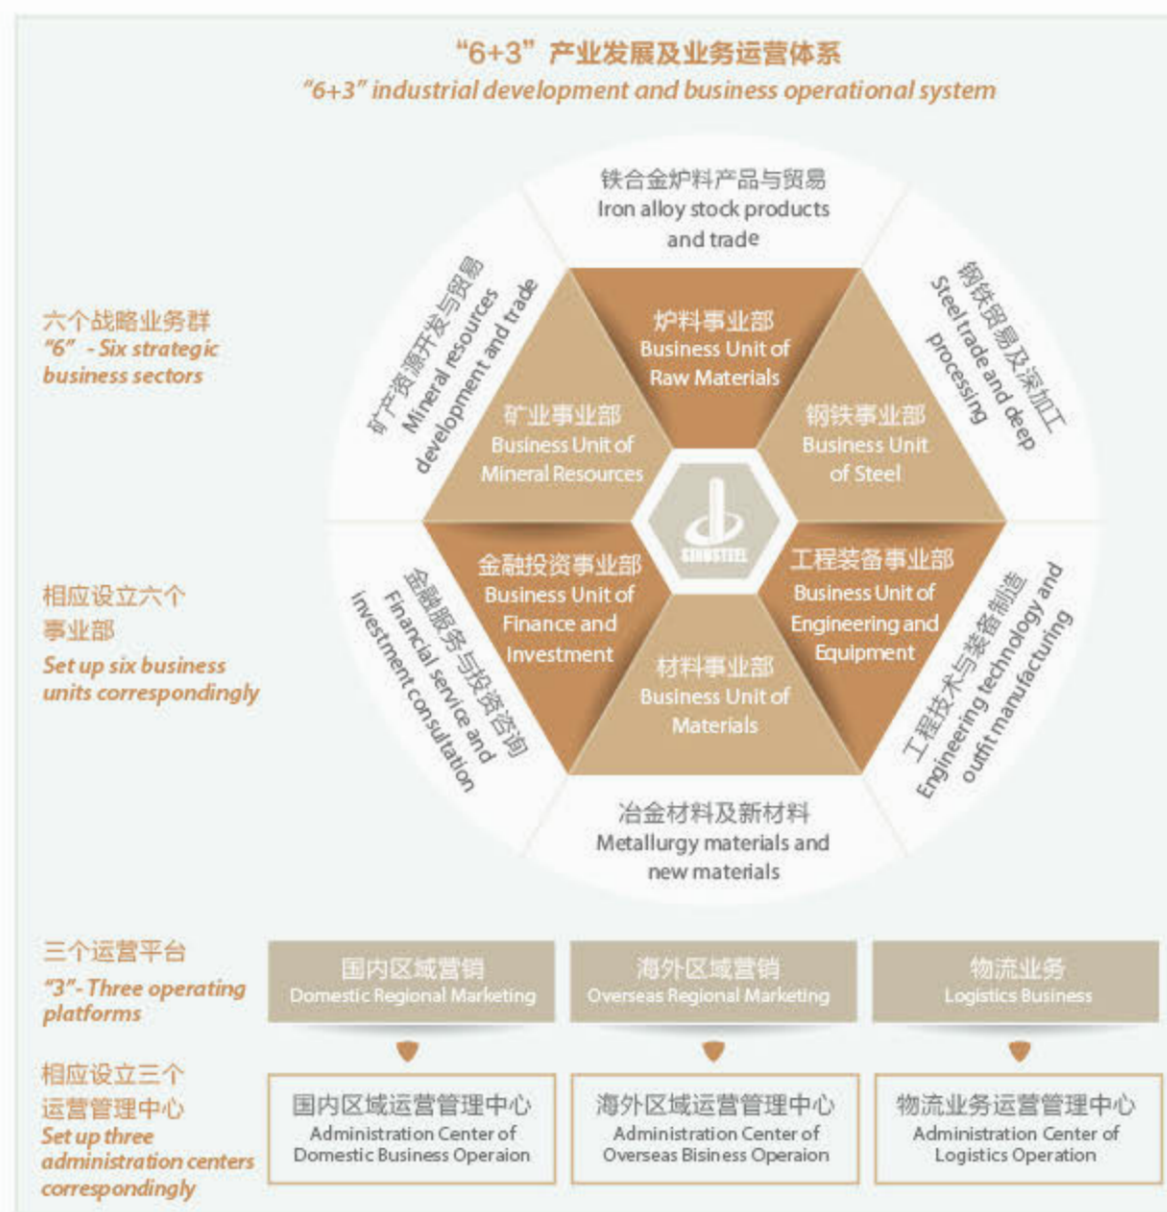 “6+3”产业发展及业务运营体系
“6+3” industrial development and business operational system
铁合金炉料产品与贸易
Iron alloy stock products
and trade
矿产资源开发与贸易
Mineral resources
development and trade
钢铁贸易及深加工
Steel trade and deep
processing
六个战略业务群
“6” - Six strategic
business sectors
炉料事业部
Business Unit of
Raw Materials
矿业事业部
Business Unit of
Mineral Resources
钢铁事业部
Business Unit
of Steel
SINOSTEEL
相应设立六个
事业部
Set up six business
units correspondingly
金融投资事业部
Business Unit of
Finance and
Investment
工程装备事业部
Business Unit of
Engineering and
Equipment
材料事业部
Business Unit of
Materials
金融服务与投资咨询
Financial service and
investment consultation
工程技术与装备制造
Engineering technology and
outfit manufacturing
冶金材料及新材料
Metallurgy materials and
new materials
三个运营平台
“3”- Three operating
platforms
国内区域营销
Domestic Regional Marketing
海外区域营销
Overseas Regional Marketing
物流业务
Logistics Business
相应设立三个
运营管理中心
Set up three
administration centers
correspondingly
国内区域运营管理中心
Administration Center of
Domestic Business Operaion
海外区域运营管理中心
Administration Center of
Overseas Bisiness Operaion
物流业务运营管理中心
Administration Center of
Logistics Operation